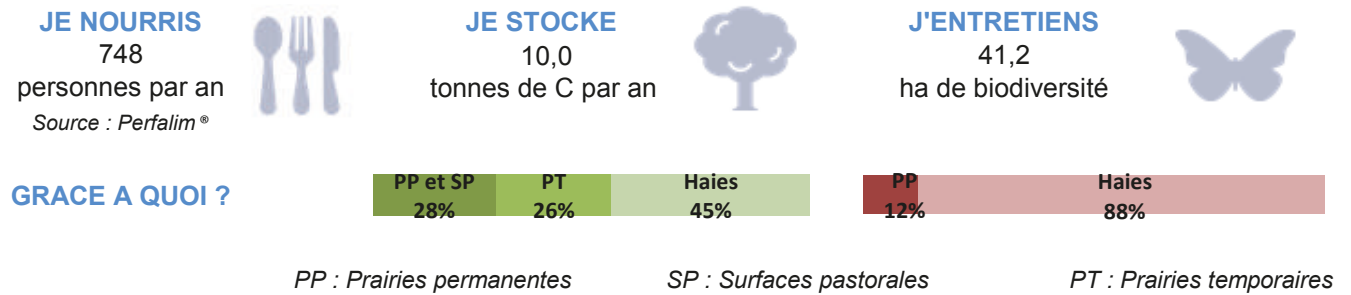 JE NOURRIS
748
personnes par an
Source : Perfalim ®
JE STOCKE
10,0
tonnes de C par an
J'ENTRETIENS
41,2
ha de biodiversité
GRACE A QUOI ?
PP et SP
28%
PT
26%
Haies
45%
PP
12%
Haies
88%
PP : Prairies permanentes
SP : Surfaces pastorales
PT : Prairies temporaires